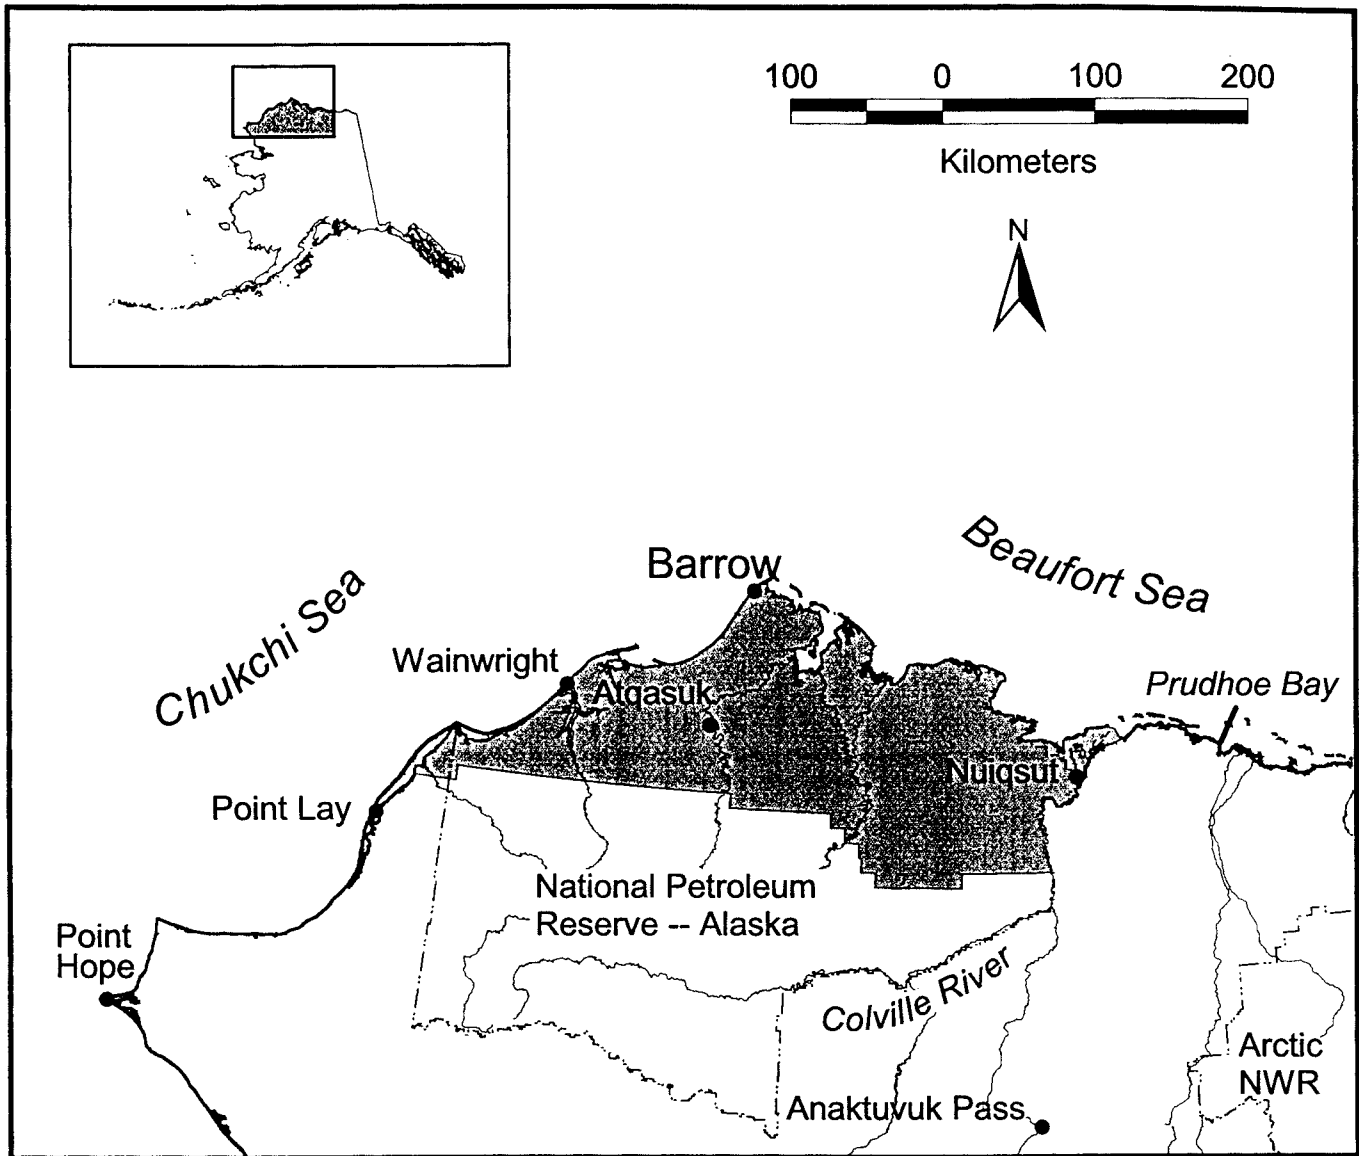 100 0 100 200
Kilometers
N
Beaufort Sea
Barrow
Chukchi Sea
Wainwright
Atqasuk
Prudhoe Bay
Nuiqsut
Point Lay
National Petroleum
Reserve -- Alaska
Point
Hope
Colville River
Arctic
NWR
Anaktuvuk Pass